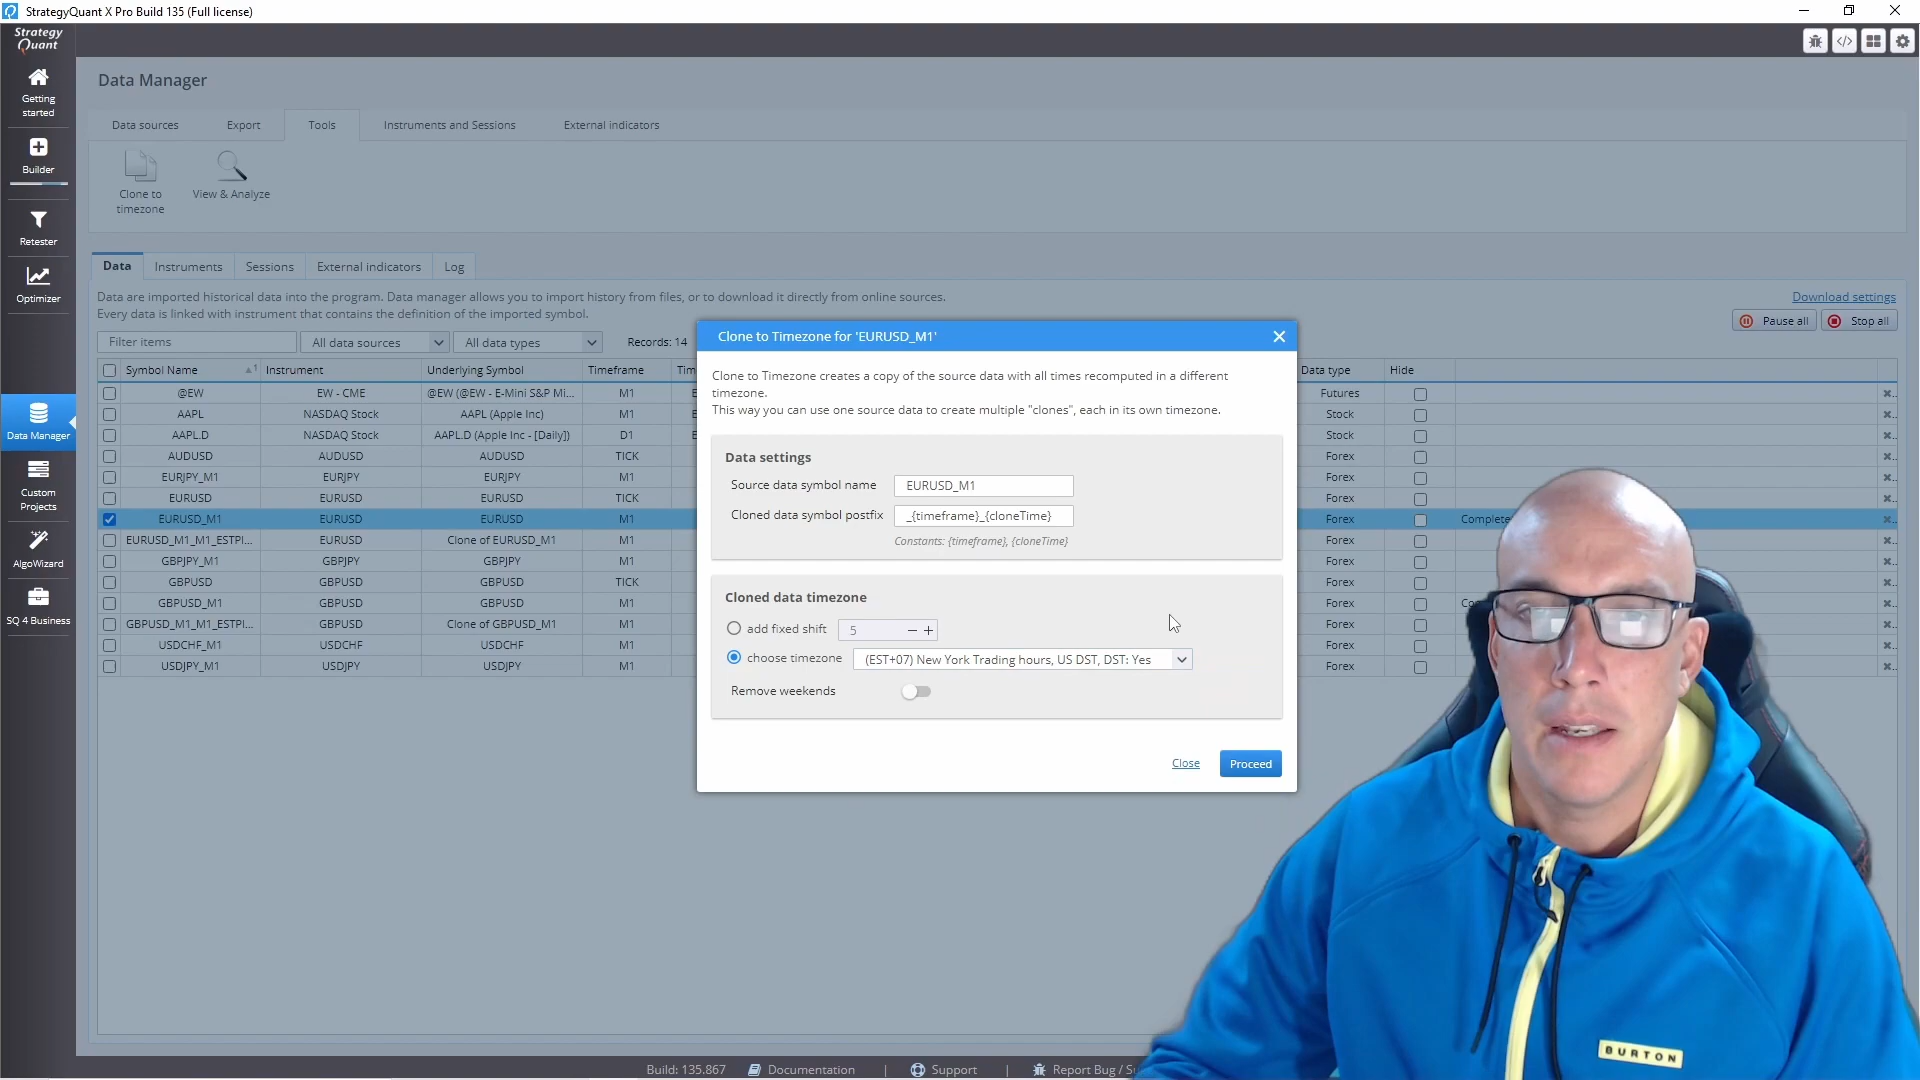 StrategyQuant X Pro Build 135 (Full license)
Strategy
Quant
Getting
started
Builder
Retester
Optimizer
Data Manager
Custom
Projects
AlgoWizard
SQ 4 Business
Data Manager
Data sources
Export
Tools
Instruments and Sessions
External indicators
Clone to
timezone
View & Analyze
Data
Instruments
Sessions
External indicators
Log
Data are imported historical data into the program. Data manager allows you to import history from files, or to download it directly from online sources.
Every data is linked with instrument that contains the definition of the imported symbol.
Download settings
Filter items
All data sources
All data types
Records: 14
Pause all
Stop all
Symbol Name Instrument Underlying Symbol Timeframe Data type Hide
@EW EW - CME @EW (@EW - E-Mini S&P Mi... M1 Futures
AAPL NASDAQ Stock AAPL (Apple Inc) M1 Stock
AAPL.D NASDAQ Stock AAPL.D (Apple Inc - [Daily]) D1 Stock
AUDUSD AUDUSD AUDUSD TICK Forex
EURJPY_M1 EURJPY EURJPY M1 Forex
EURUSD EURUSD EURUSD TICK Forex
EURUSD_M1 EURUSD EURUSD M1 Forex
EURUSD_M1_M1_ESTPI... EURUSD Clone of EURUSD_M1 M1 Forex
GBPJPY_M1 GBPJPY GBPJPY M1 Forex
GBPUSD GBPUSD GBPUSD TICK Forex
GBPUSD_M1 GBPUSD GBPUSD M1 Forex
GBPUSD_M1_M1_ESTPI... GBPUSD Clone of GBPUSD_M1 M1 Forex
USDCHF_M1 USDCHF USDCHF M1 Forex
USDJPY_M1 USDJPY USDJPY M1 Forex
Clone to Timezone for 'EURUSD_M1'
Clone to Timezone creates a copy of the source data with all times recomputed in a different
timezone.
This way you can use one source data to create multiple "clones", each in its own timezone.
Data settings
Source data symbol name EURUSD_M1
Cloned data symbol postfix _{timeframe}_{cloneTime}
Constants: {timeframe}, {cloneTime}
Cloned data timezone
add fixed shift 5
choose timezone (EST+07) New York Trading hours, US DST, DST: Yes
Remove weekends
Close
Proceed
BURTON
Build: 135.867
Documentation
Support
Report Bug /